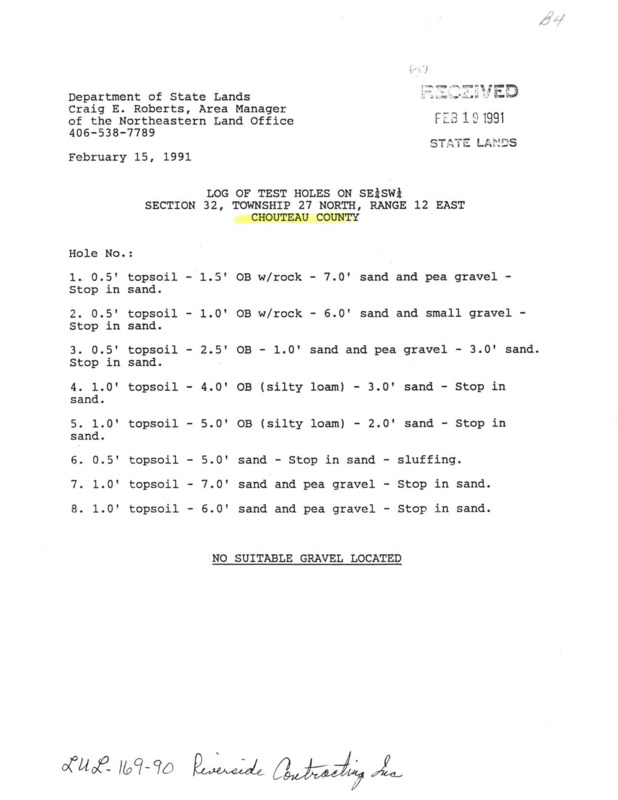 B4
RECEIVED
FEB 19 1991
STATE LANDS
Department of State Lands
Craig E. Roberts, Area Manager
of the Northeastern Land Office
406-538-7789
February 15, 1991
LOG OF TEST HOLES ON SE¼SW¼
SECTION 32, TOWNSHIP 27 NORTH, RANGE 12 EAST
CHOUTEAU COUNTY
Hole No.:
1. 0.5' topsoil - 1.5' OB w/rock - 7.0' sand and pea gravel -
Stop in sand.
2. 0.5' topsoil - 1.0' OB w/rock - 6.0' sand and small gravel -
Stop in sand.
3. 0.5' topsoil - 2.5' OB - 1.0' sand and pea gravel - 3.0' sand.
Stop in sand.
4. 1.0' topsoil - 4.0' OB (silty loam) - 3.0' sand - Stop in
sand.
5. 1.0' topsoil - 5.0' OB (silty loam) - 2.0' sand - Stop in
sand.
6. 0.5' topsoil - 5.0' sand - Stop in sand - sluffing.
7. 1.0' topsoil - 7.0' sand and pea gravel - Stop in sand.
8. 1.0' topsoil - 6.0' sand and pea gravel - Stop in sand.
NO SUITABLE GRAVEL LOCATED
LUL-169-90 Riverside Contracting Inc